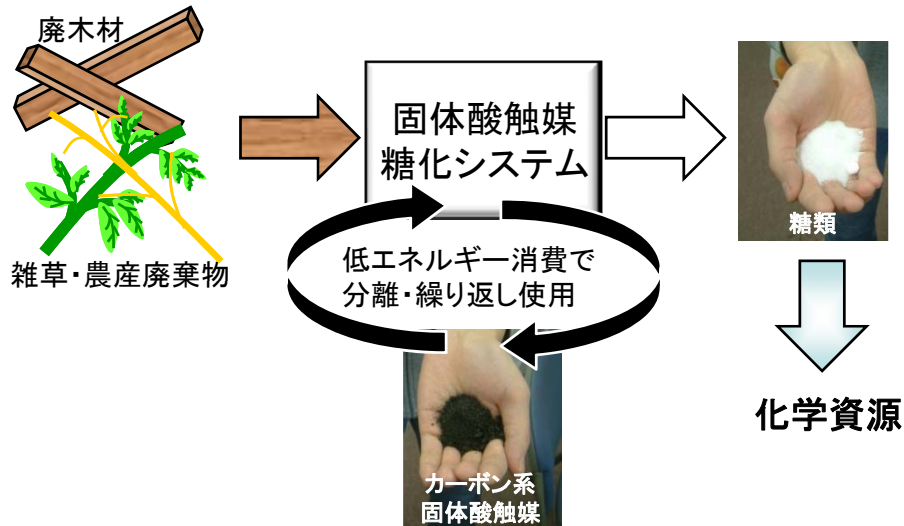 廃木材
雑草・農産廃棄物
固体酸触媒
糖化システム
低エネルギー消費で
分離・繰り返し使用
カーボン系
固体酸触媒
糖類
化学資源